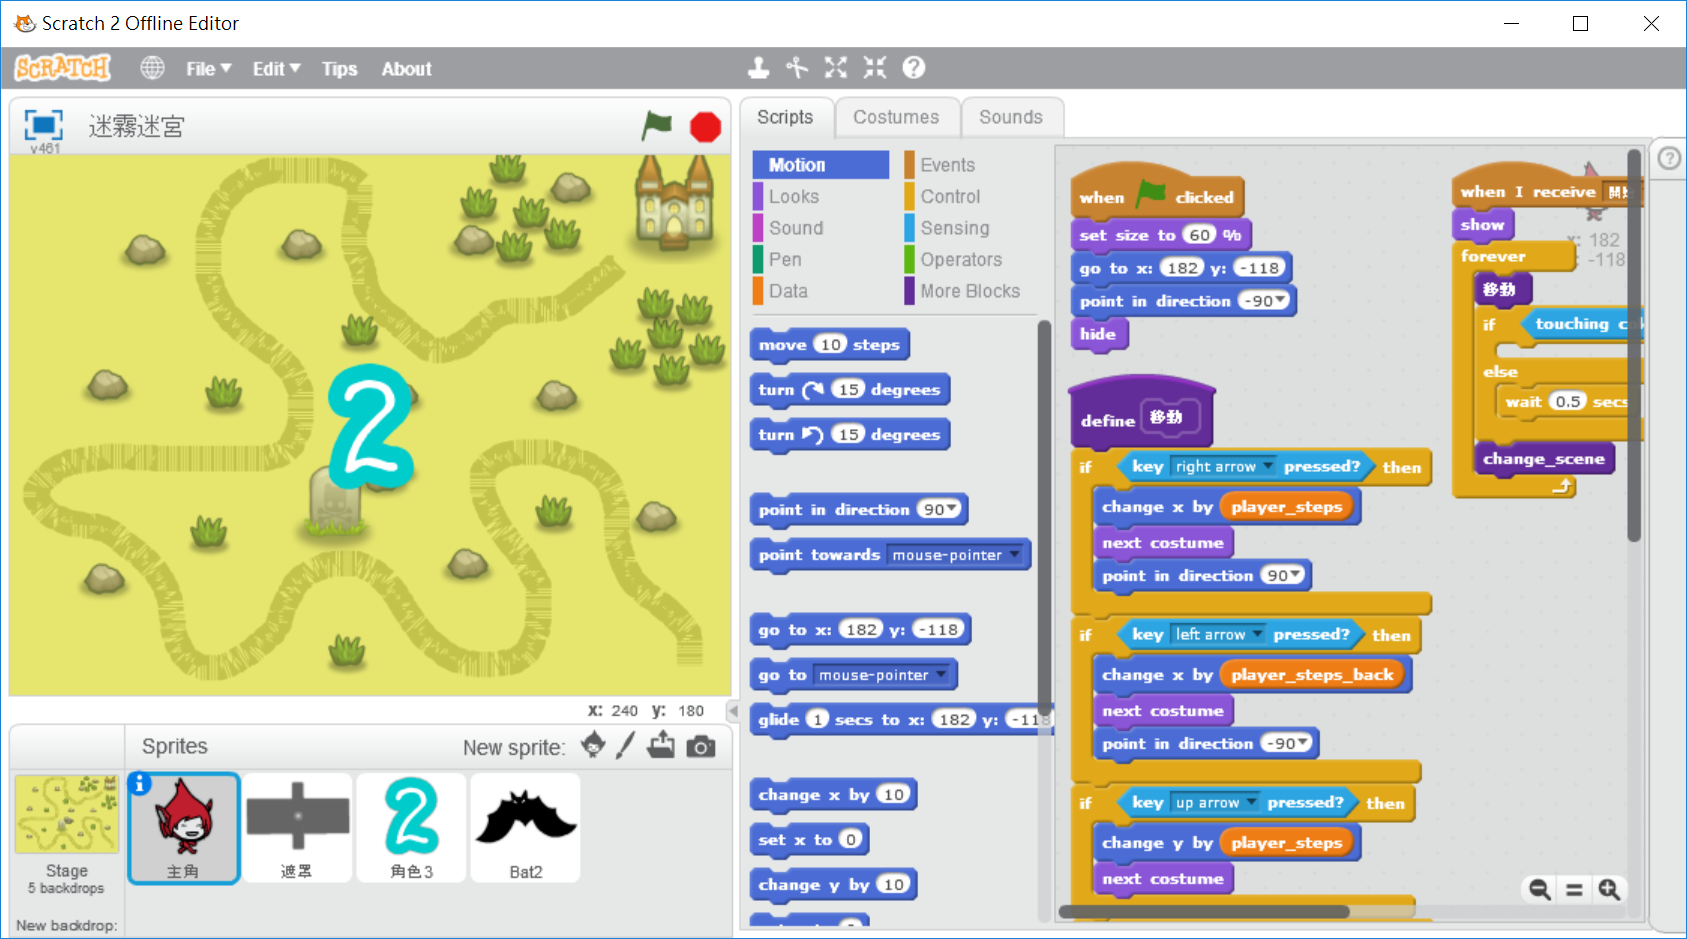 Scratch 2 Offline Editor
SCRATCH File Edit Tips About
迷霧迷宮
v461
2
x: 240 y: 180
Sprites New sprite:
主角
遮罩
2
角色3
Bat2
Stage
5 backdrops
New backdrop:
Scripts Costumes Sounds
Motion Events
Looks Control
Sound Sensing
Pen Operators
Data More Blocks
move 10 steps
turn 15 degrees
turn 15 degrees
point in direction 90
point towards mouse-pointer
go to x: 182 y: -118
go to mouse-pointer
glide 1 secs to x: 182 y: -118
change x by 10
set x to 0
change y by 10
when clicked
set size to 60 %
go to x: 182 y: -118
point in direction -90
hide
define 移動
if key right arrow pressed? then
change x by player_steps
next costume
point in direction 90
if key left arrow pressed? then
change x by player_steps_back
next costume
point in direction -90
if key up arrow pressed? then
change y by player_steps
next costume
when I receive
show
forever
移動
if touching
else
wait 0.5 secs
change_scene
x: 182
-118